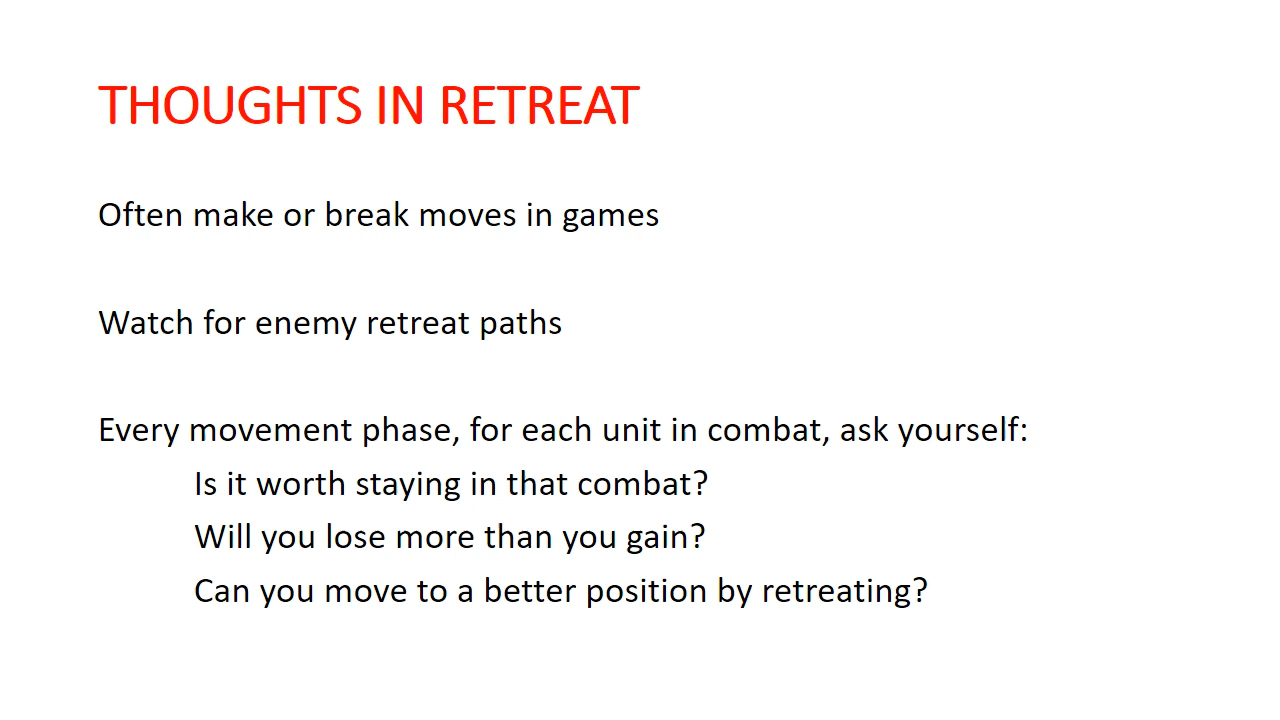 THOUGHTS IN RETREAT
Often make or break moves in games
Watch for enemy retreat paths
Every movement phase, for each unit in combat, ask yourself:
Is it worth staying in that combat?
Will you lose more than you gain?
Can you move to a better position by retreating?